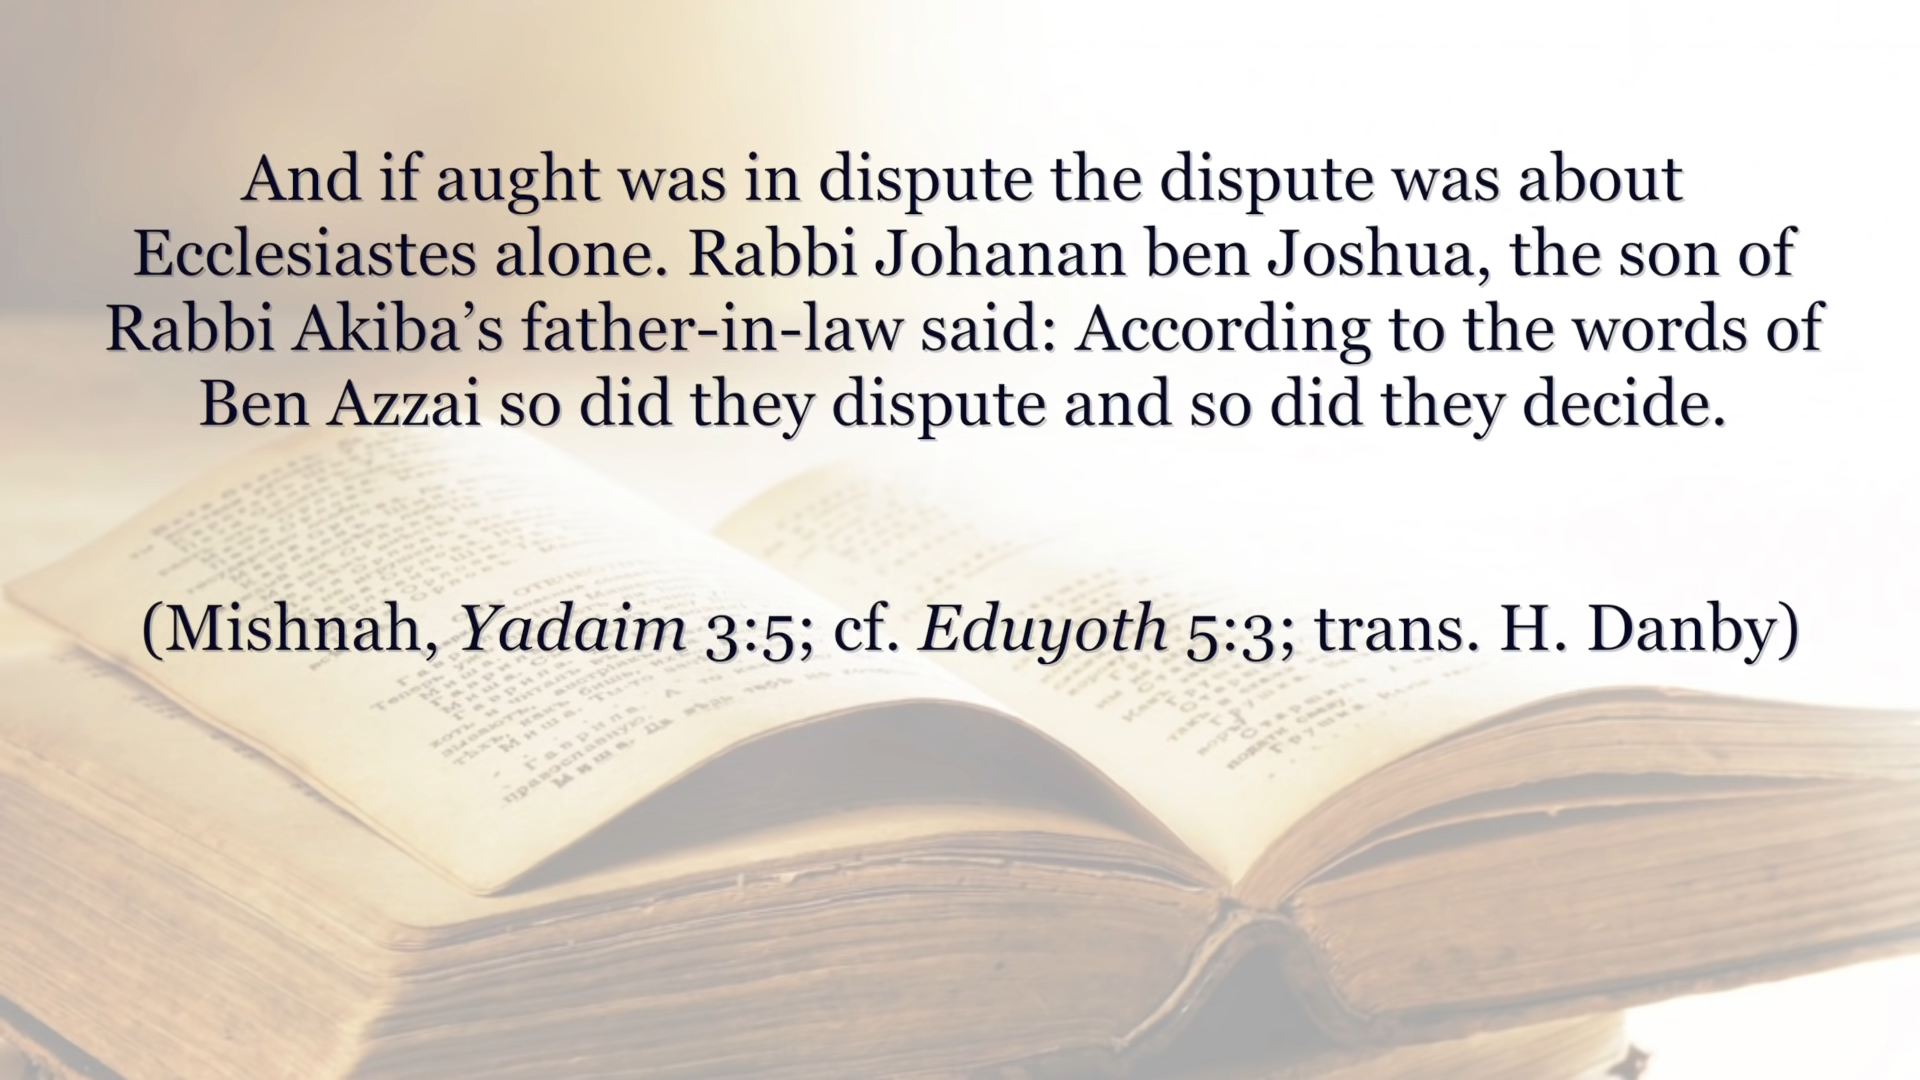 And if aught was in dispute the dispute was about
Ecclesiastes alone. Rabbi Johanan ben Joshua, the son of
Rabbi Akiba’s father-in-law said: According to the words of
Ben Azzai so did they dispute and so did they decide.
(Mishnah, Yadaim 3:5; cf. Eduyoth 5:3; trans. H. Danby)